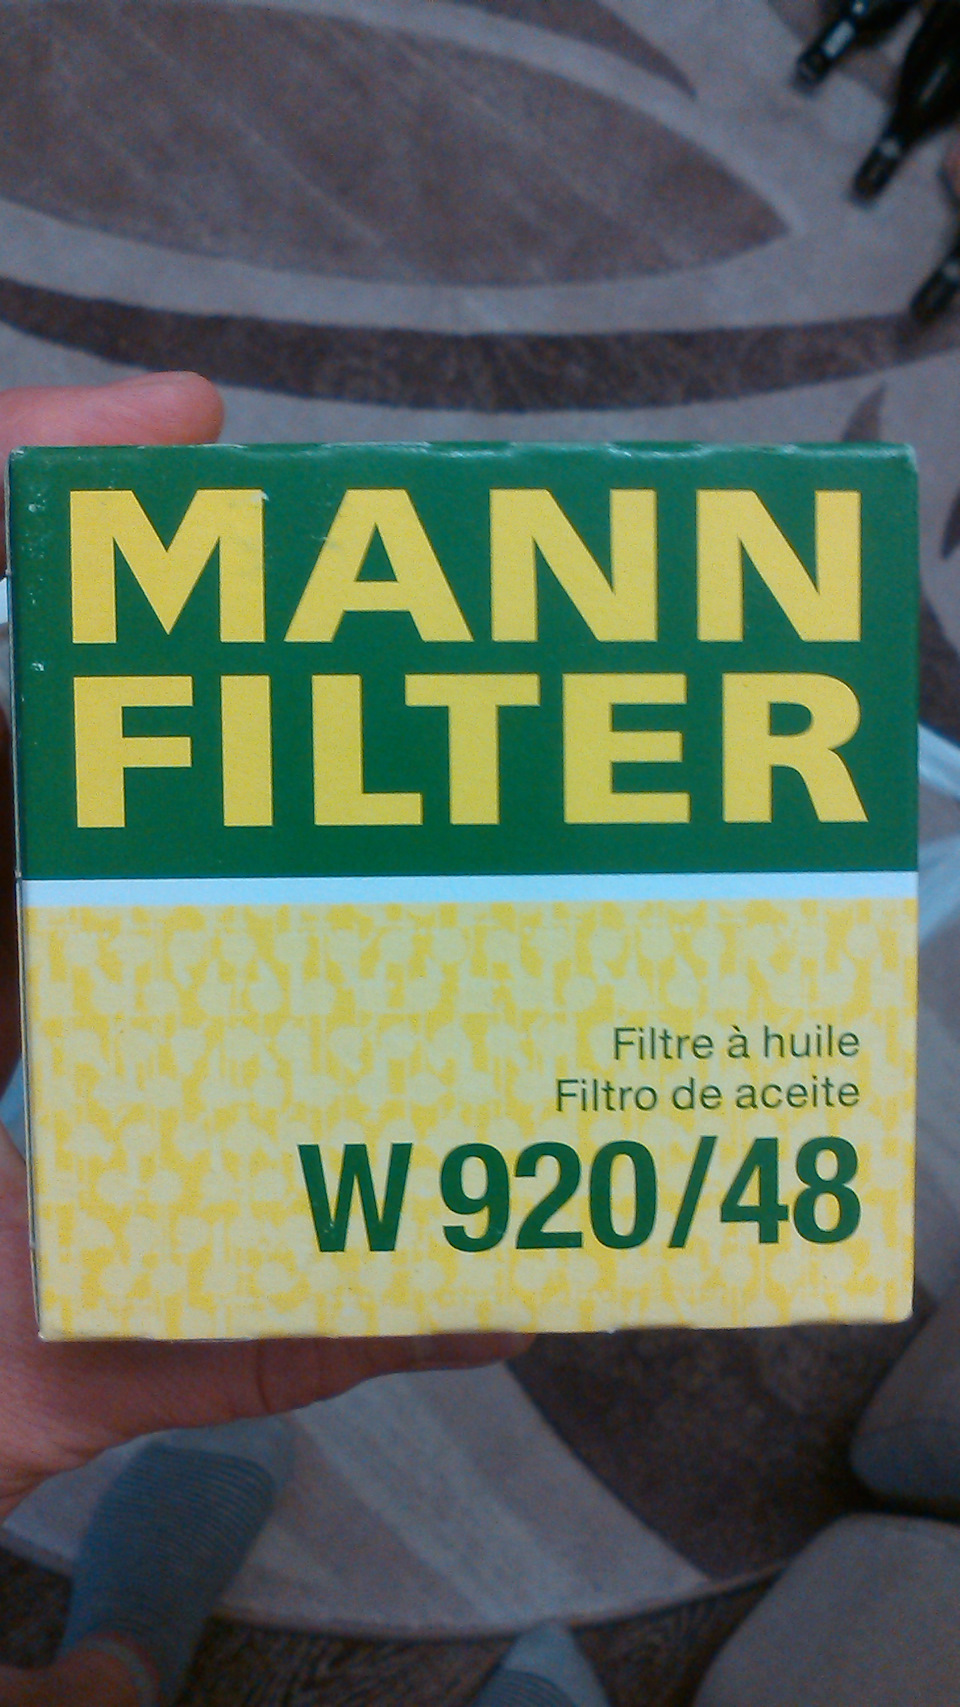 MANN
FILTER
Filtre à huile
Filtro de aceite
W 920/48